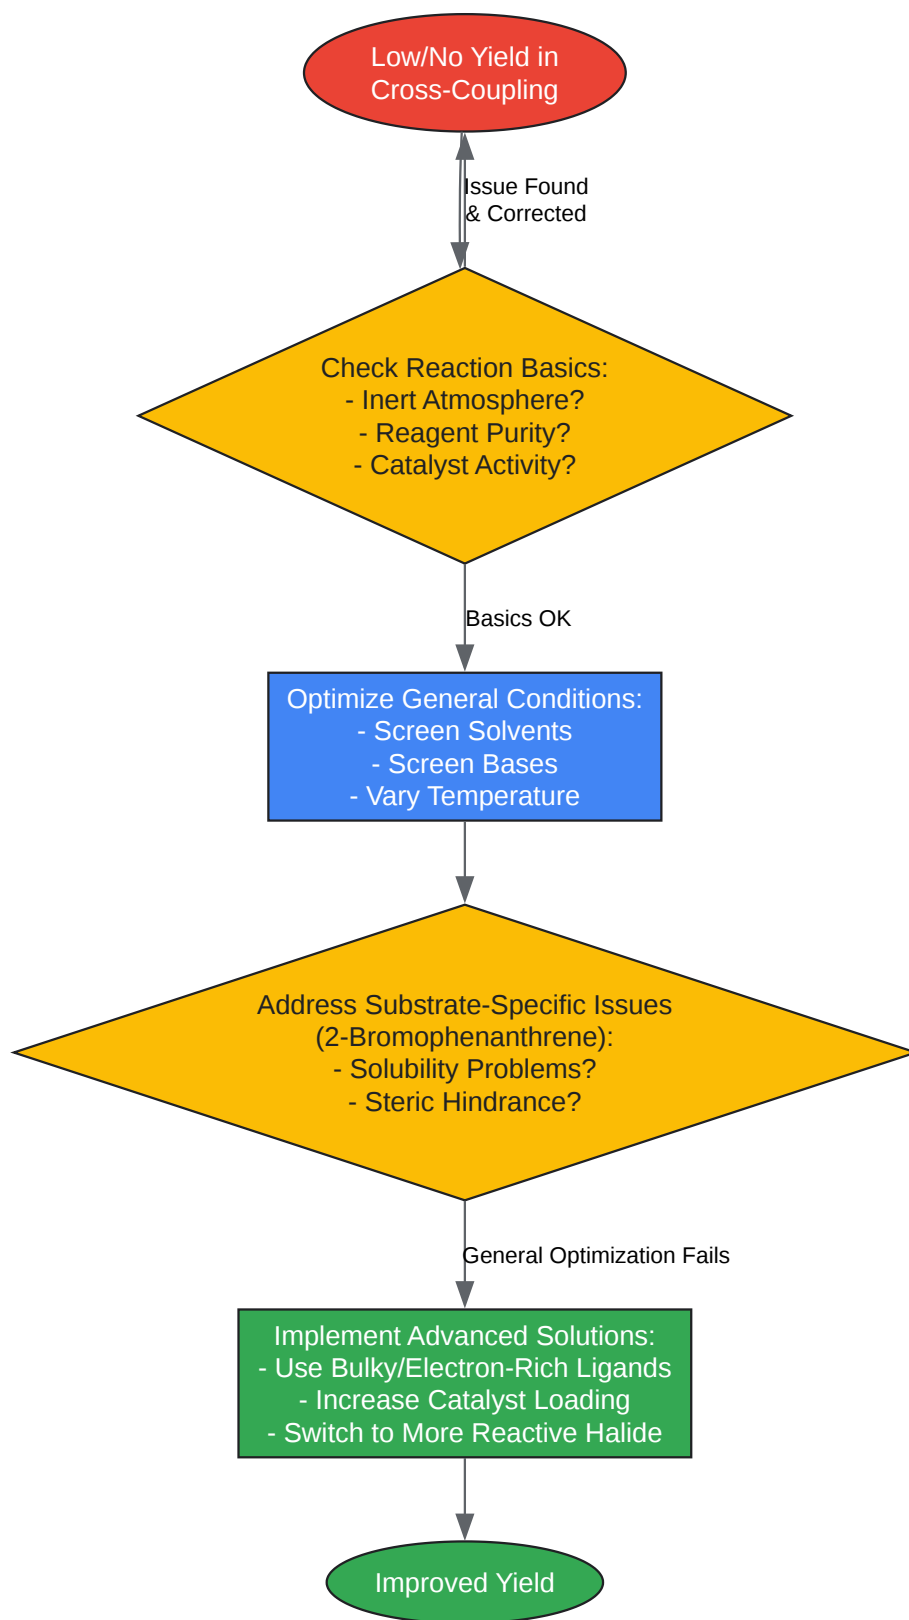 Low/No Yield in
Cross-Coupling
Issue Found
& Corrected
Check Reaction Basics:
- Inert Atmosphere?
- Reagent Purity?
- Catalyst Activity?
Basics OK
Optimize General Conditions:
- Screen Solvents
- Screen Bases
- Vary Temperature
Address Substrate-Specific Issues
(2-Bromophenanthrene):
- Solubility Problems?
- Steric Hindrance?
General Optimization Fails
Implement Advanced Solutions:
- Use Bulky/Electron-Rich Ligands
- Increase Catalyst Loading
- Switch to More Reactive Halide
Improved Yield